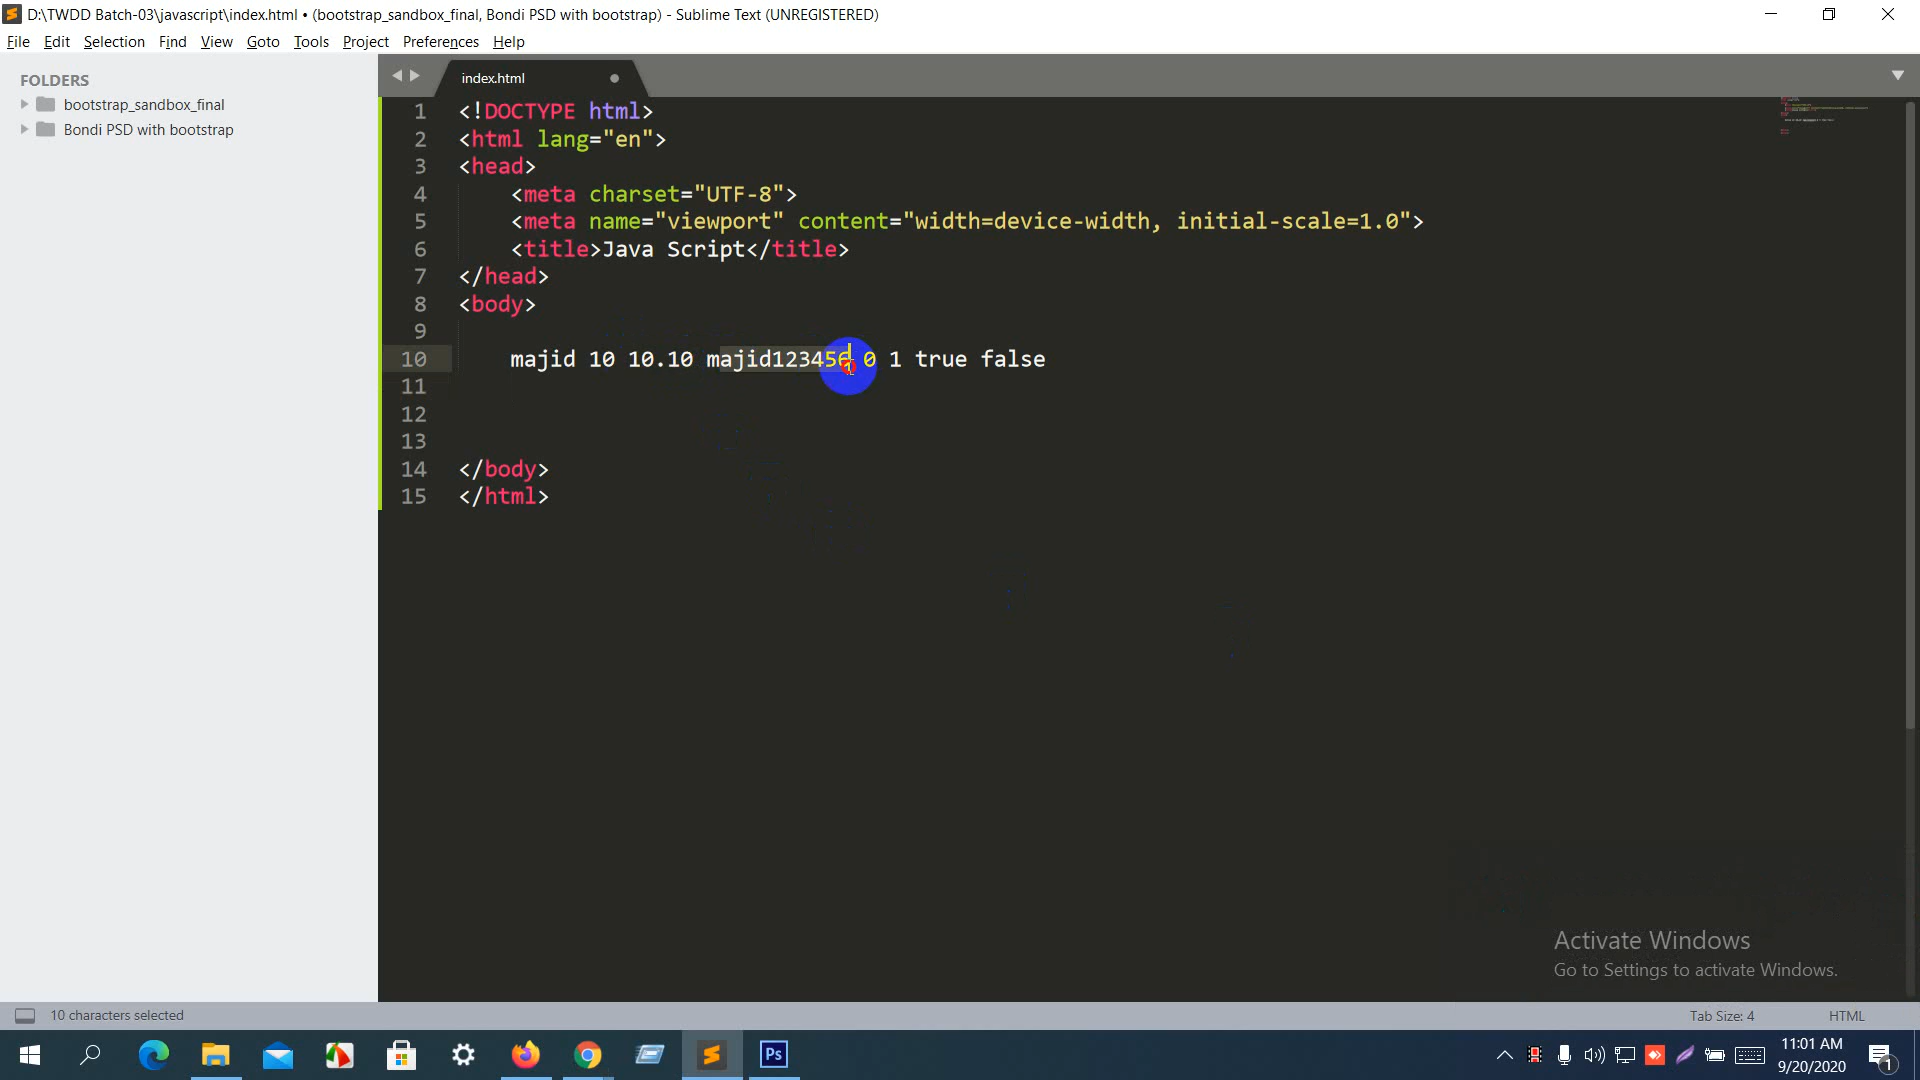 D:\TWDD Batch-03\javascript\index.html • (bootstrap_sandbox_final, Bondi PSD with bootstrap) - Sublime Text (UNREGISTERED)
File Edit Selection Find View Goto Tools Project Preferences Help
FOLDERS
bootstrap_sandbox_final
Bondi PSD with bootstrap
index.html
1 <!DOCTYPE html>
2 <html lang="en">
3 <head>
4 <meta charset="UTF-8">
5 <meta name="viewport" content="width=device-width, initial-scale=1.0">
6 <title>Java Script</title>
7 </head>
8 <body>
9
10 majid 10 10.10 majid123456 0 1 true false
11
12
13
14 </body>
15 </html>
Activate Windows
Go to Settings to activate Windows.
10 characters selected
Tab Size: 4
HTML
Ps
11:01 AM
9/20/2020
1